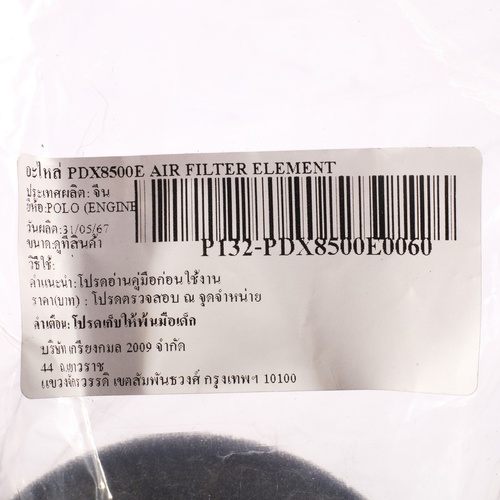 อะไหล่ PDX8500E AIR FILTER ELEMENT
ประเทศผลิต: จีน
ยี่ห้อ:POLO (ENGINE
วันผลิต:31/05/67
ขนาด:ดูที่สินค้า
P132-PDX8500E0060
วิธีใช้:
คำแนะนำ:โปรดอ่านคู่มือก่อนใช้งาน
ราคา(บาท) : โปรดตรวจสอบ ณ จุดจำหน่าย
คำเตือน:โปรดเก็บให้พ้นมือเด็ก
บริษัท เกรียงกมล 2009 จำกัด
44 ถ.เยาวราช
แขวงจักรวรรดิ เขตสัมพันธวงศ์ กรุงเทพฯ 10100